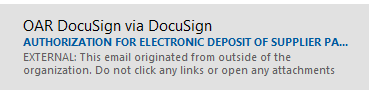 OAR DocuSign via DocuSign
AUTHORIZATION FOR ELECTRONIC DEPOSIT OF SUPPLIER PA...
EXTERNAL: This email originated from outside of the
organization. Do not click any links or open any attachments